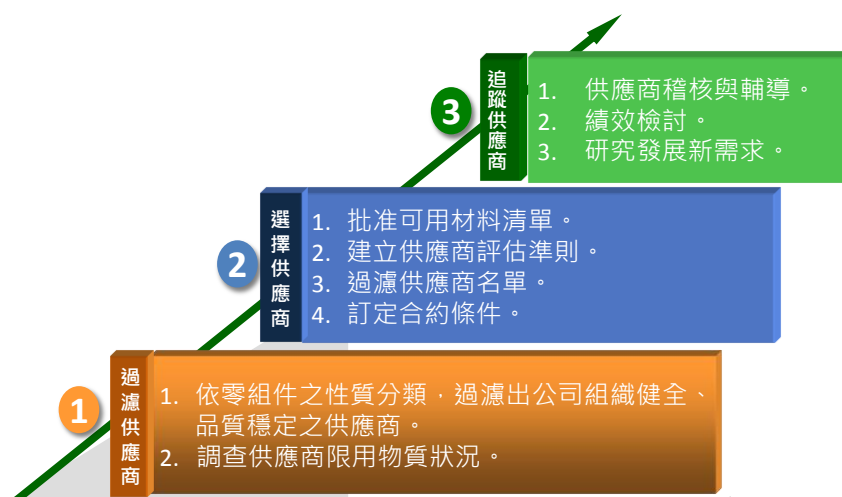 3
追蹤供應商
1. 供應商稽核與輔導。
2. 績效檢討。
3. 研究發展新需求。
2
選擇供應商
1. 批准可用材料清單。
2. 建立供應商評估準則。
3. 過濾供應商名單。
4. 訂定合約條件。
1
過濾供應商
1. 依零組件之性質分類，過濾出公司組織健全、
品質穩定之供應商。
2. 調查供應商限用物質狀況。